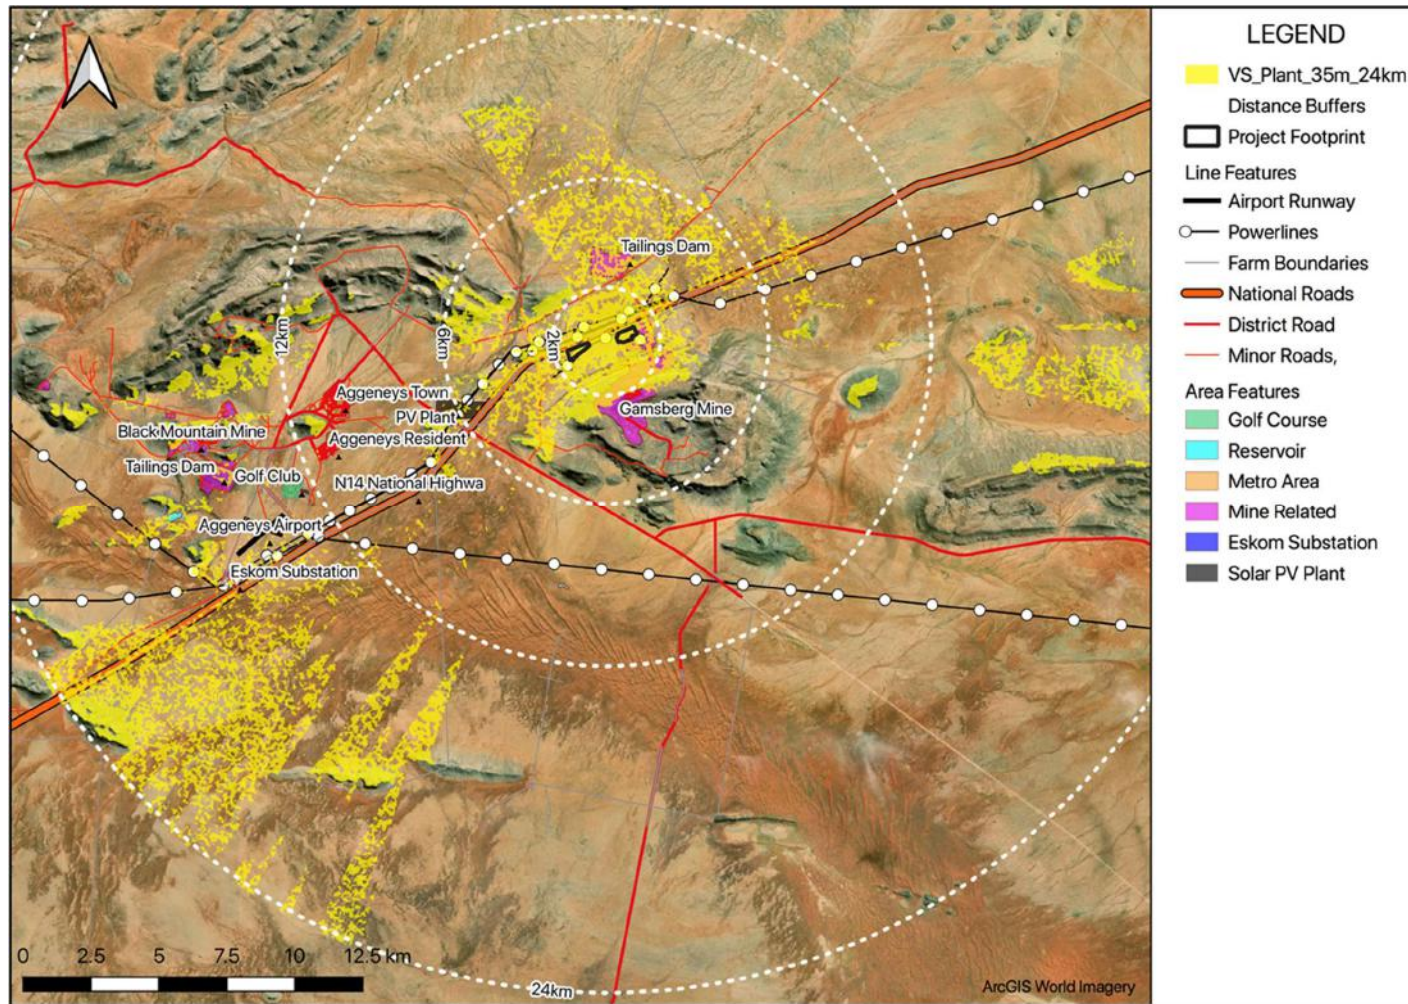 LEGEND
VS_Plant_35m_24km
Distance Buffers
Project Footprint
Line Features
Airport Runway
Powerlines
Farm Boundaries
National Roads
District Road
Minor Roads,
Area Features
Golf Course
Reservoir
Metro Area
Mine Related
Eskom Substation
Solar PV Plant
Tailings Dam
12km
6km
2km
Aggeneys Town
PV Plant
Gamsberg Mine
Black Mountain Mine
Aggeneys Resident
Tailings Dam
Golf Club
N14 National Highwa
Aggeneys Airport
Eskom Substation
0 2.5 5 7.5 10 12.5 km
24km
ArcGIS World Imagery